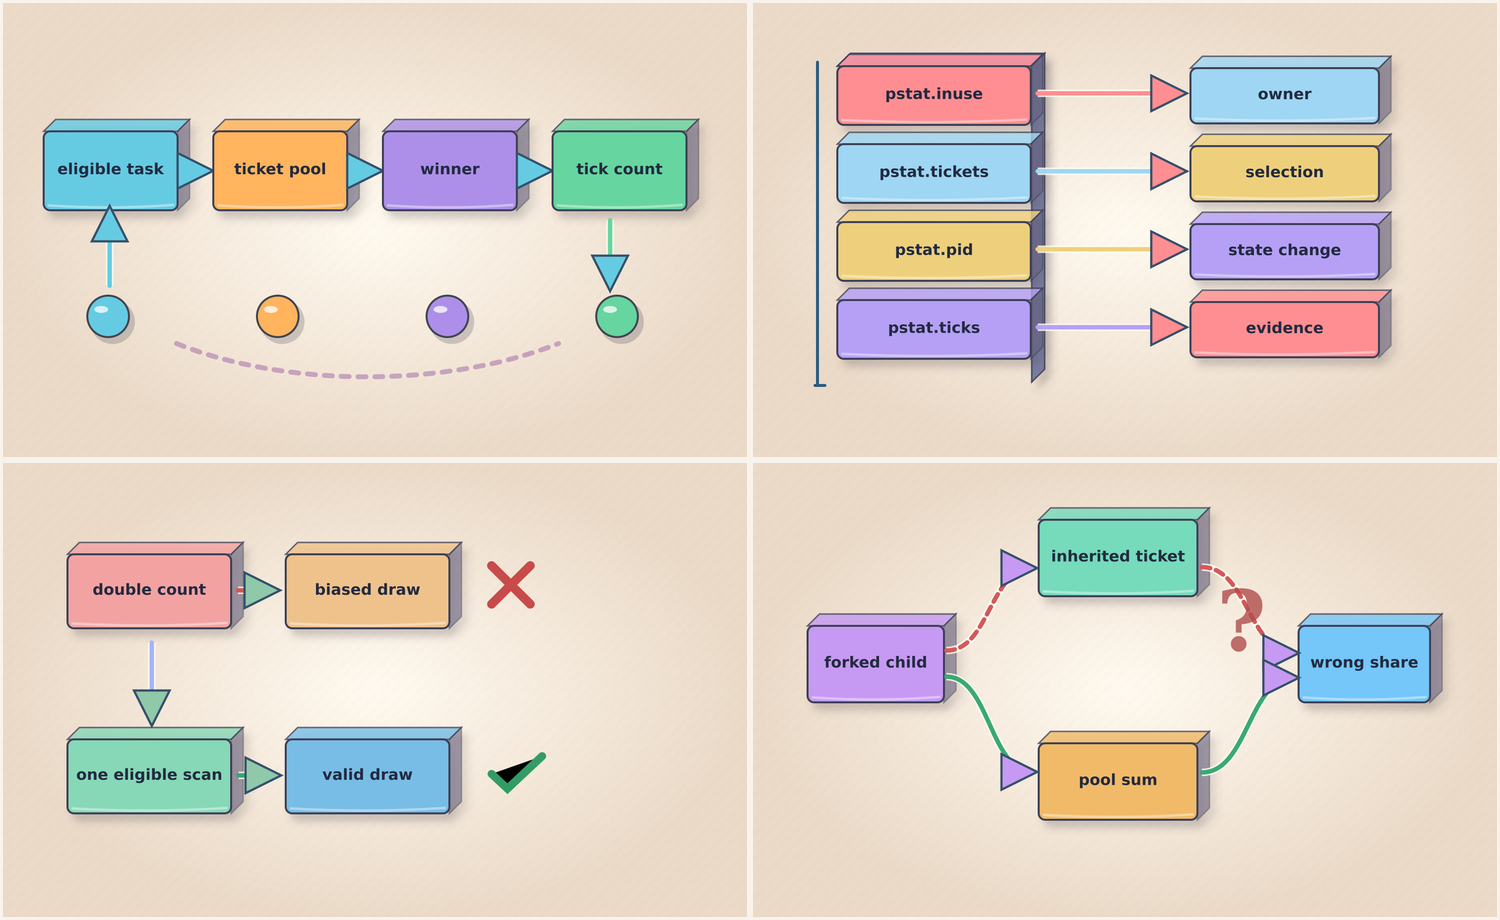 eligible task
ticket pool
winner
tick count
pstat.inuse
owner
pstat.tickets
selection
pstat.pid
state change
pstat.ticks
evidence
double count
biased draw
one eligible scan
valid draw
inherited ticket
?
forked child
wrong share
pool sum